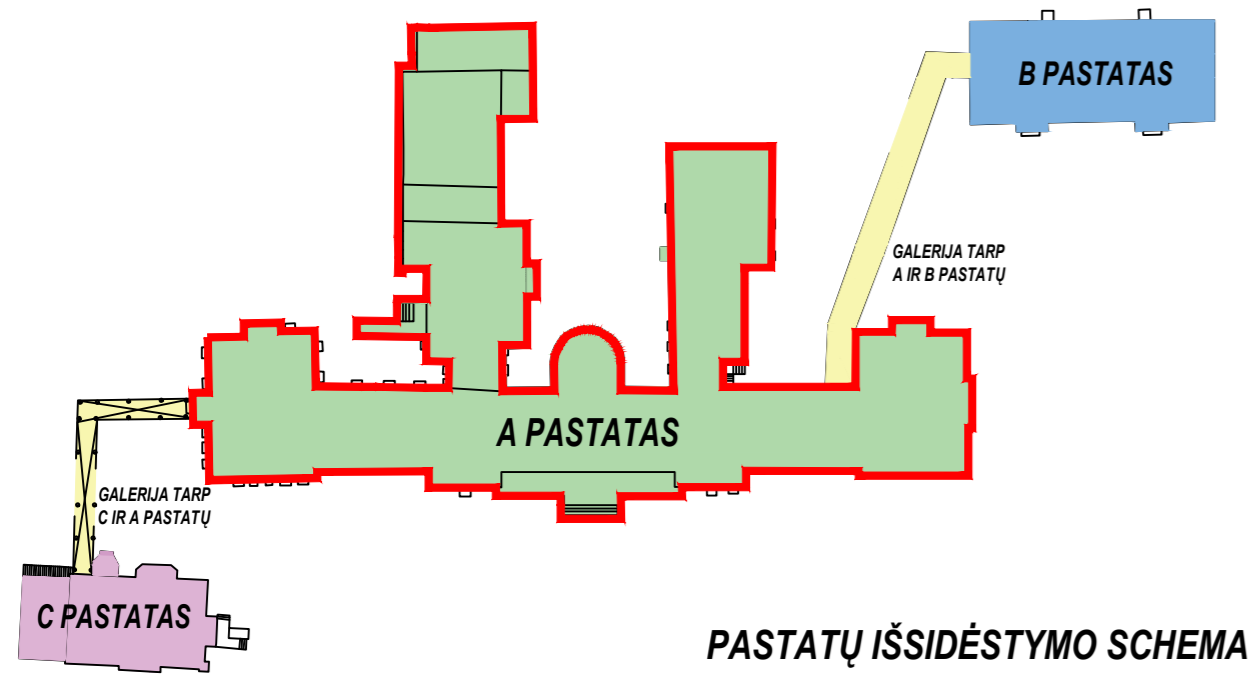 B PASTATAS
GALERIJA TARP
A IR B PASTATŲ
A PASTATAS
GALERIJA TARP
C IR A PASTATŲ
C PASTATAS
PASTATŲ IŠSIDĖSTYMO SCHEMA